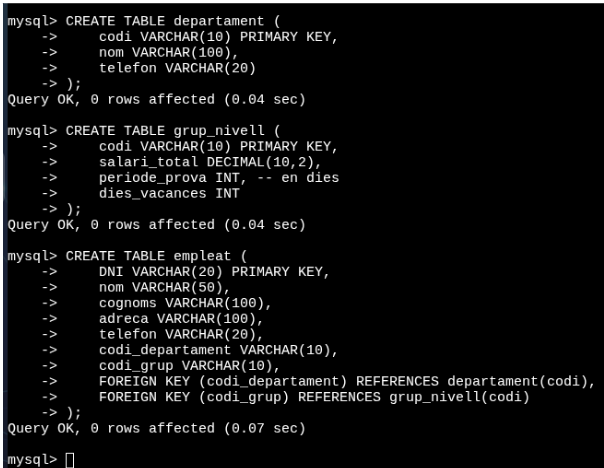 mysql> CREATE TABLE departament (
    ->     codi VARCHAR(10) PRIMARY KEY,
    ->     nom VARCHAR(100),
    ->     telefon VARCHAR(20)
    -> );
Query OK, 0 rows affected (0.04 sec)

mysql> CREATE TABLE grup_nivell (
    ->     codi VARCHAR(10) PRIMARY KEY,
    ->     salari_total DECIMAL(10,2),
    ->     periode_prova INT, -- en dies
    ->     dies_vacances INT
    -> );
Query OK, 0 rows affected (0.04 sec)

mysql> CREATE TABLE empleat (
    ->     DNI VARCHAR(20) PRIMARY KEY,
    ->     nom VARCHAR(50),
    ->     cognoms VARCHAR(100),
    ->     adreca VARCHAR(100),
    ->     telefon VARCHAR(20),
    ->     codi_departament VARCHAR(10),
    ->     codi_grup VARCHAR(10),
    ->     FOREIGN KEY (codi_departament) REFERENCES departament(codi),
    ->     FOREIGN KEY (codi_grup) REFERENCES grup_nivell(codi)
    -> );
Query OK, 0 rows affected (0.07 sec)

mysql>